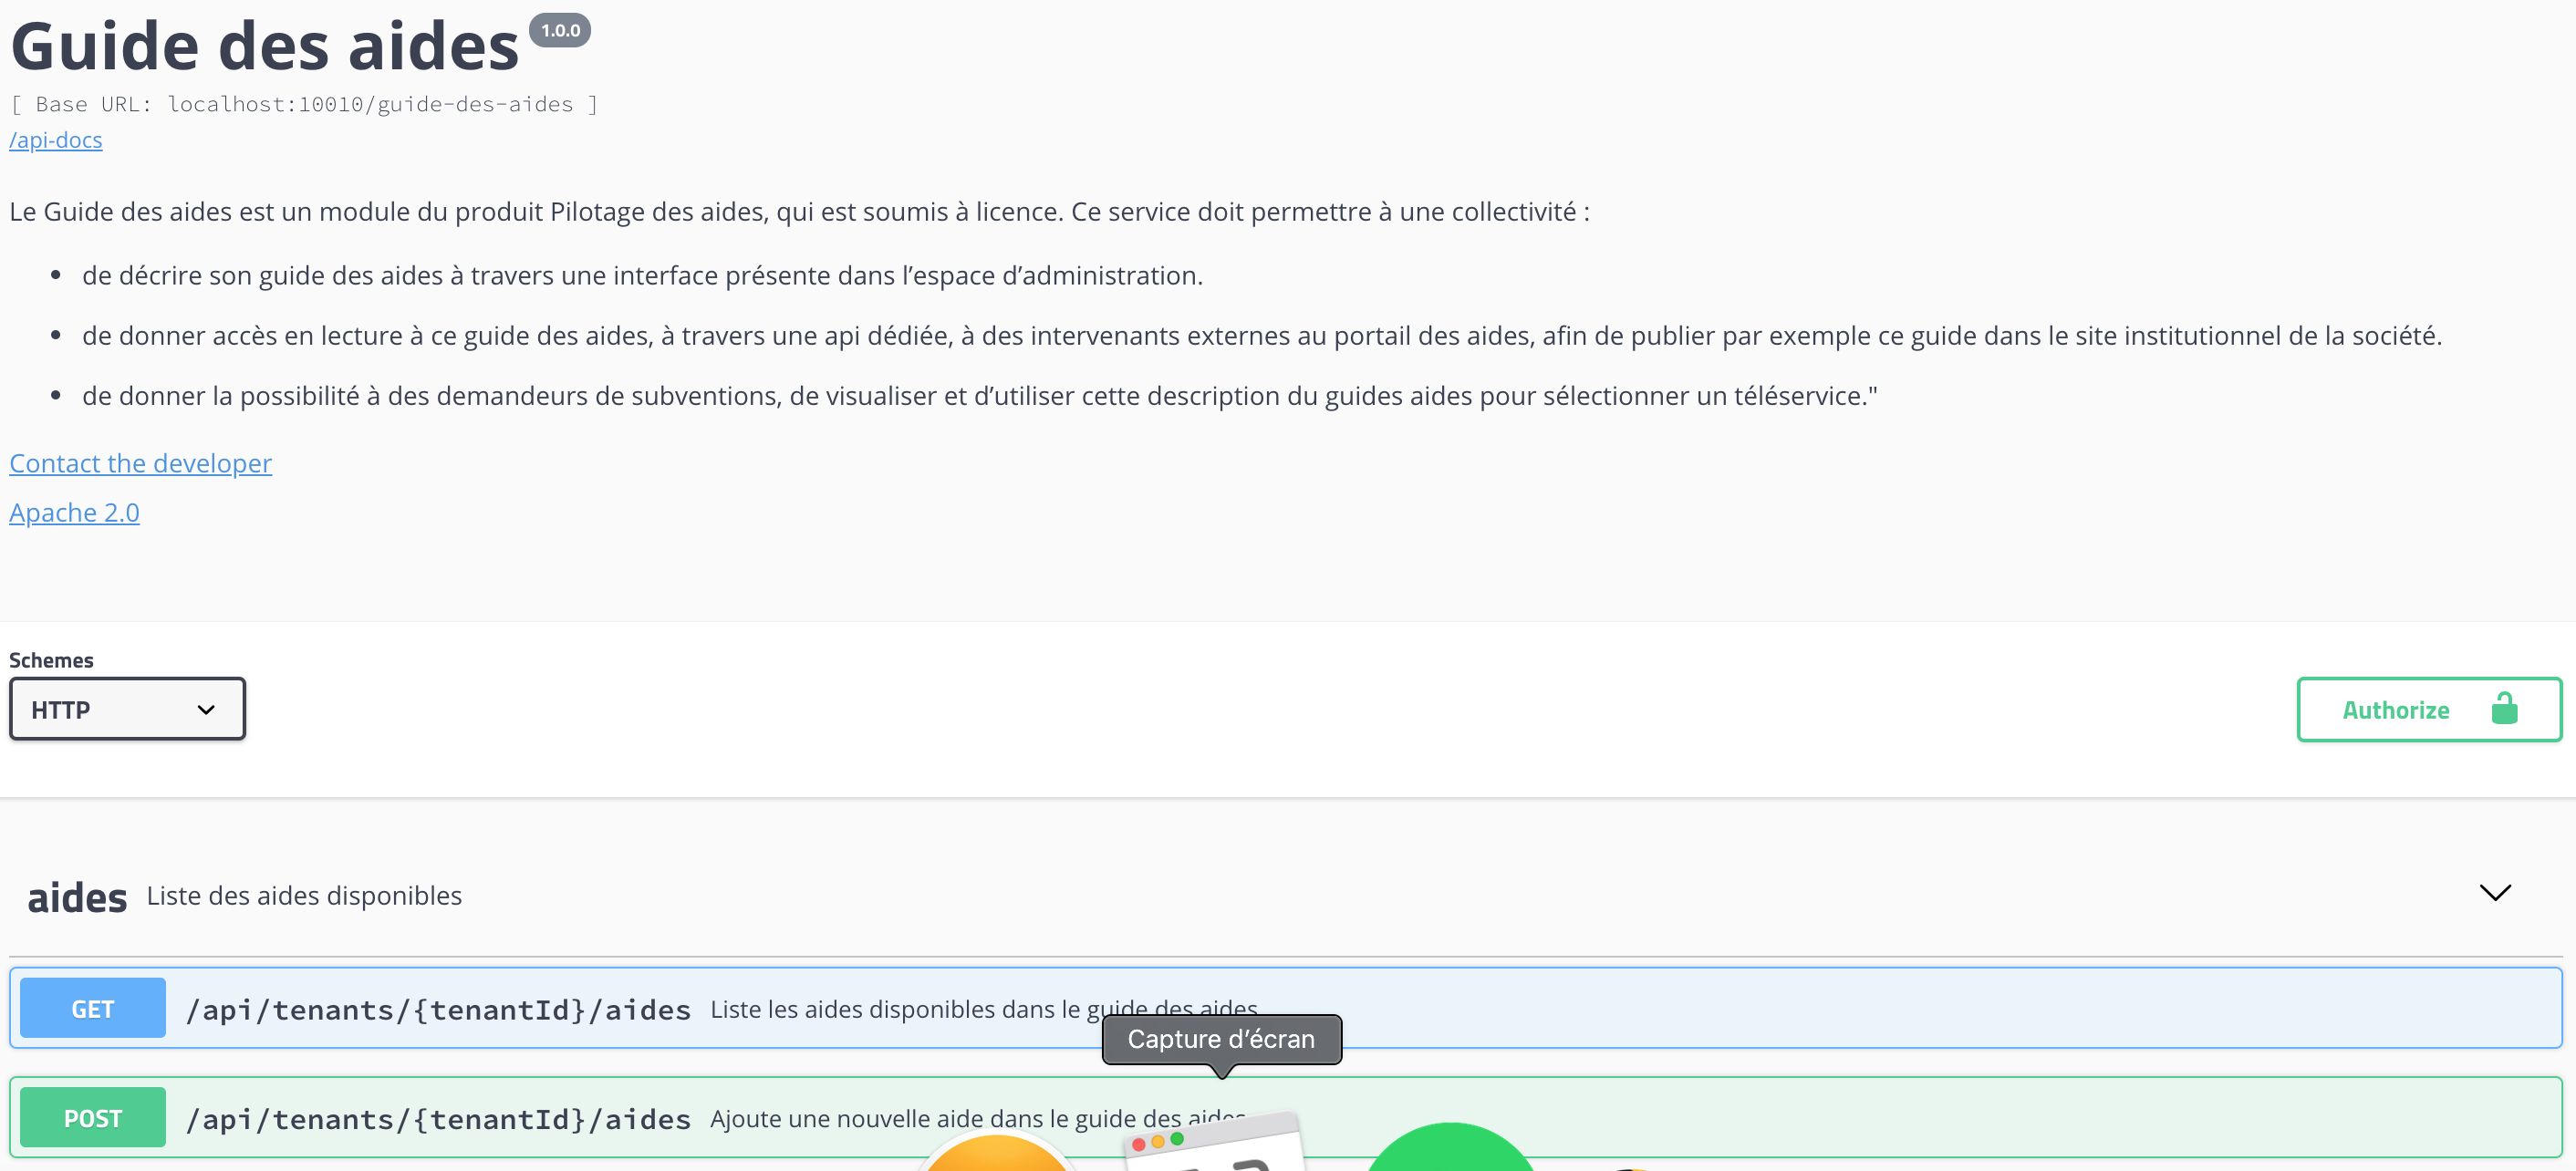 Guide des aides 1.0.0
[ Base URL: localhost:10010/guide-des-aides ]
/api-docs
Le Guide des aides est un module du produit Pilotage des aides, qui est soumis à licence. Ce service doit permettre à une collectivité :
de décrire son guide des aides à travers une interface présente dans l’espace d’administration.
de donner accès en lecture à ce guide des aides, à travers une api dédiée, à des intervenants externes au portail des aides, afin de publier par exemple ce guide dans le site institutionnel de la société.
de donner la possibilité à des demandeurs de subventions, de visualiser et d’utiliser cette description du guides aides pour sélectionner un téléservice."
Contact the developer
Apache 2.0
Schemes
HTTP
Authorize
aides Liste des aides disponibles
GET /api/tenants/{tenantId}/aides Liste les aides disponibles dans le guide des aides
Capture d’écran
POST /api/tenants/{tenantId}/aides Ajoute une nouvelle aide dans le guide des aides